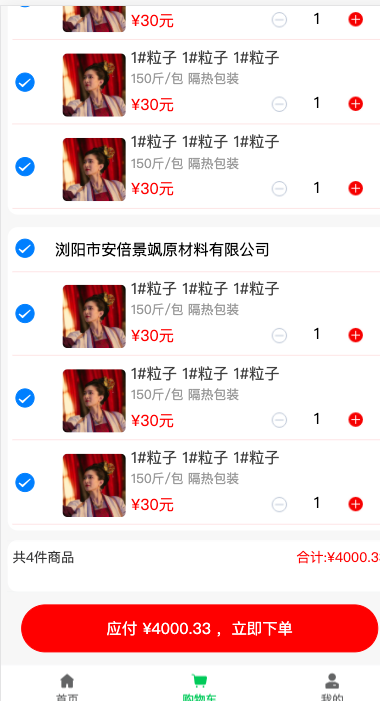 ¥30元
1
1#粒子 1#粒子 1#粒子
150斤/包 隔热包装
¥30元
1
1#粒子 1#粒子 1#粒子
150斤/包 隔热包装
¥30元
1
浏阳市安倍景飒原材料有限公司
1#粒子 1#粒子 1#粒子
150斤/包 隔热包装
¥30元
1
1#粒子 1#粒子 1#粒子
150斤/包 隔热包装
¥30元
1
1#粒子 1#粒子 1#粒子
150斤/包 隔热包装
¥30元
1
共4件商品
合计:¥4000.33
应付 ¥4000.33 ，立即下单
首页
购物车
我的